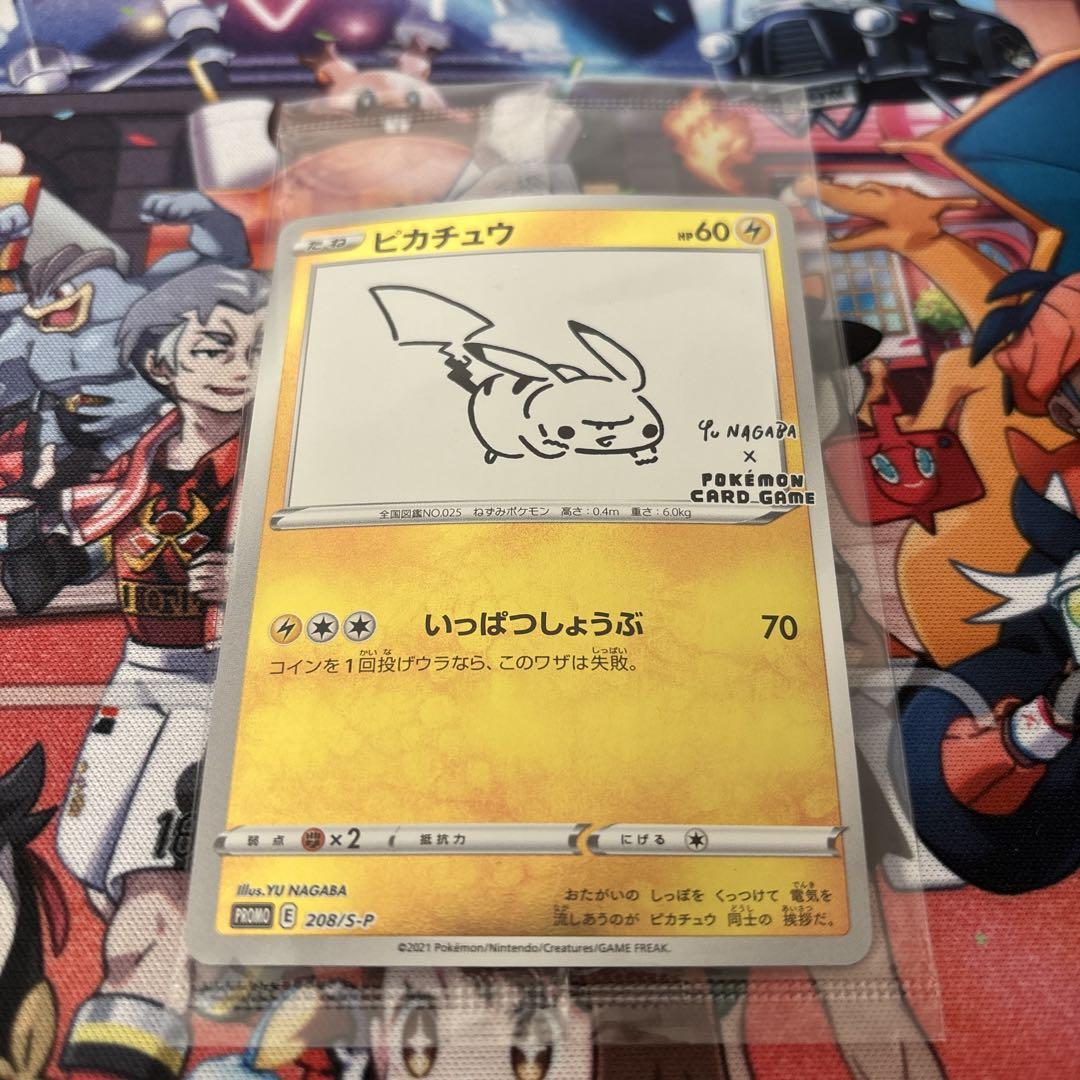 たね ピカチュウ HP60
YU NAGABA
×
POKÉMON
CARD GAME
全国図鑑NO.025 ねずみポケモン 高さ:0.4m 重さ:6.0kg
いっぱつしょうぶ 70
コインを1回投げウラなら、このワザは失敗。
弱点 ×2 抵抗力 にげる
Illus.YU NAGABA
PROMO E 208/S-P
おたがいの しっぽを くっつけて 電気を
流しあうのが ピカチュウ 同士の 挨拶だ。
©2021 Pokémon/Nintendo/Creatures/GAME FREAK.